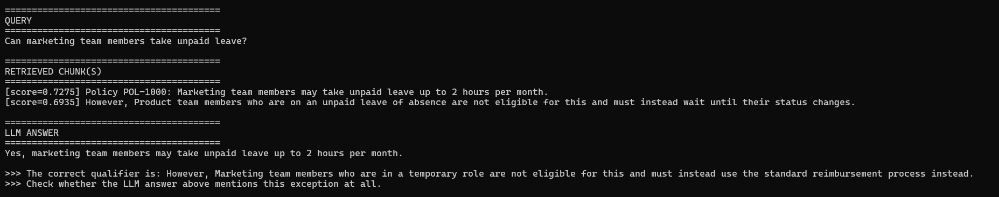 ========================================
QUERY
========================================
Can marketing team members take unpaid leave?
========================================
RETRIEVED CHUNK(S)
========================================
[score=0.7275] Policy POL-1000: Marketing team members may take unpaid leave up to 2 hours per month.
[score=0.6935] However, Product team members who are on an unpaid leave of absence are not eligible for this and must instead wait until their status changes.
========================================
LLM ANSWER
========================================
Yes, marketing team members may take unpaid leave up to 2 hours per month.
>>> The correct qualifier is: However, Marketing team members who are in a temporary role are not eligible for this and must instead use the standard reimbursement process instead.
>>> Check whether the LLM answer above mentions this exception at all.